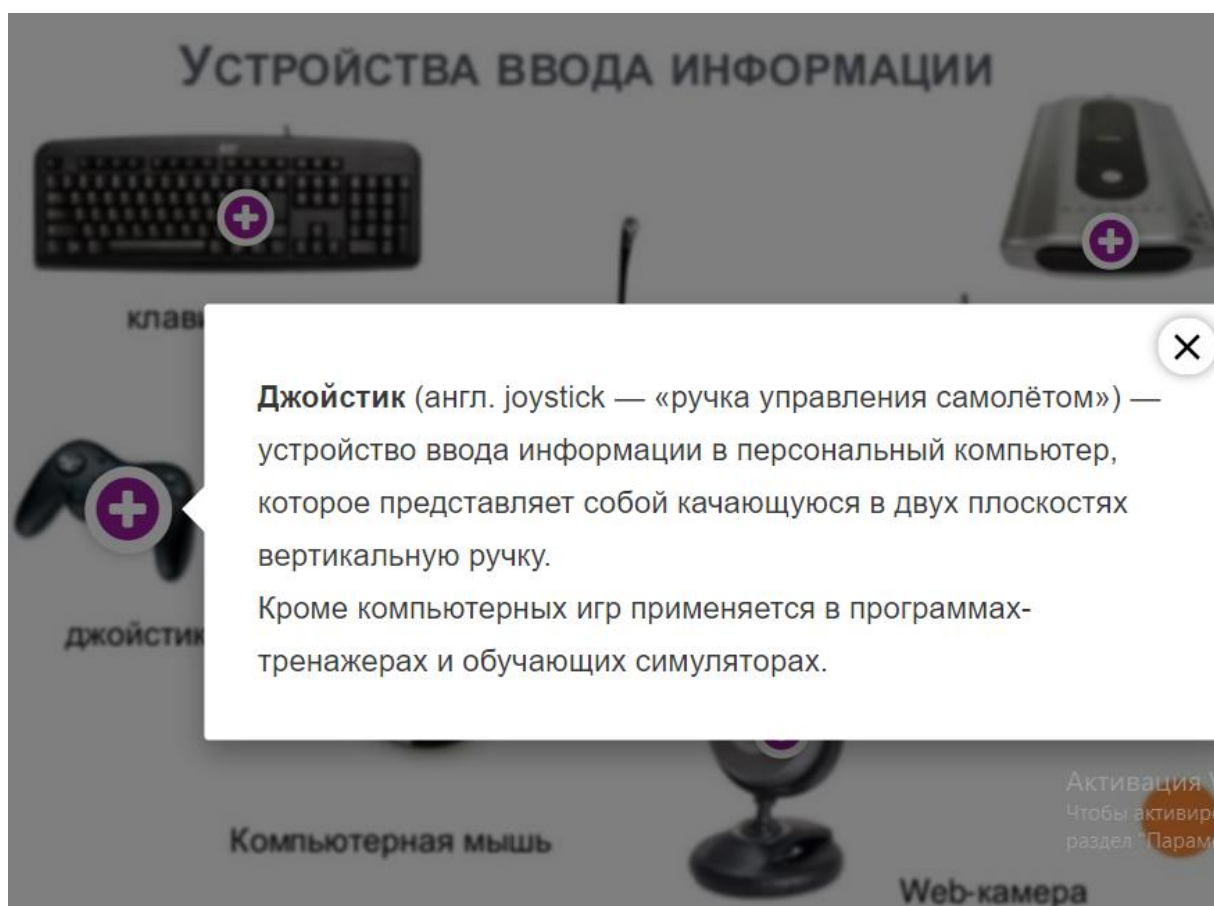 Устройства ввода информации
клави
Джойстик (англ. joystick — «ручка управления самолётом») —
устройство ввода информации в персональный компьютер,
которое представляет собой качающуюся в двух плоскостях
вертикальную ручку.
Кроме компьютерных игр применяется в программах-
тренажерах и обучающих симуляторах.
джойстик
Компьютерная мышь
Web-камера
Активация
Чтобы активиро
раздел "Парам